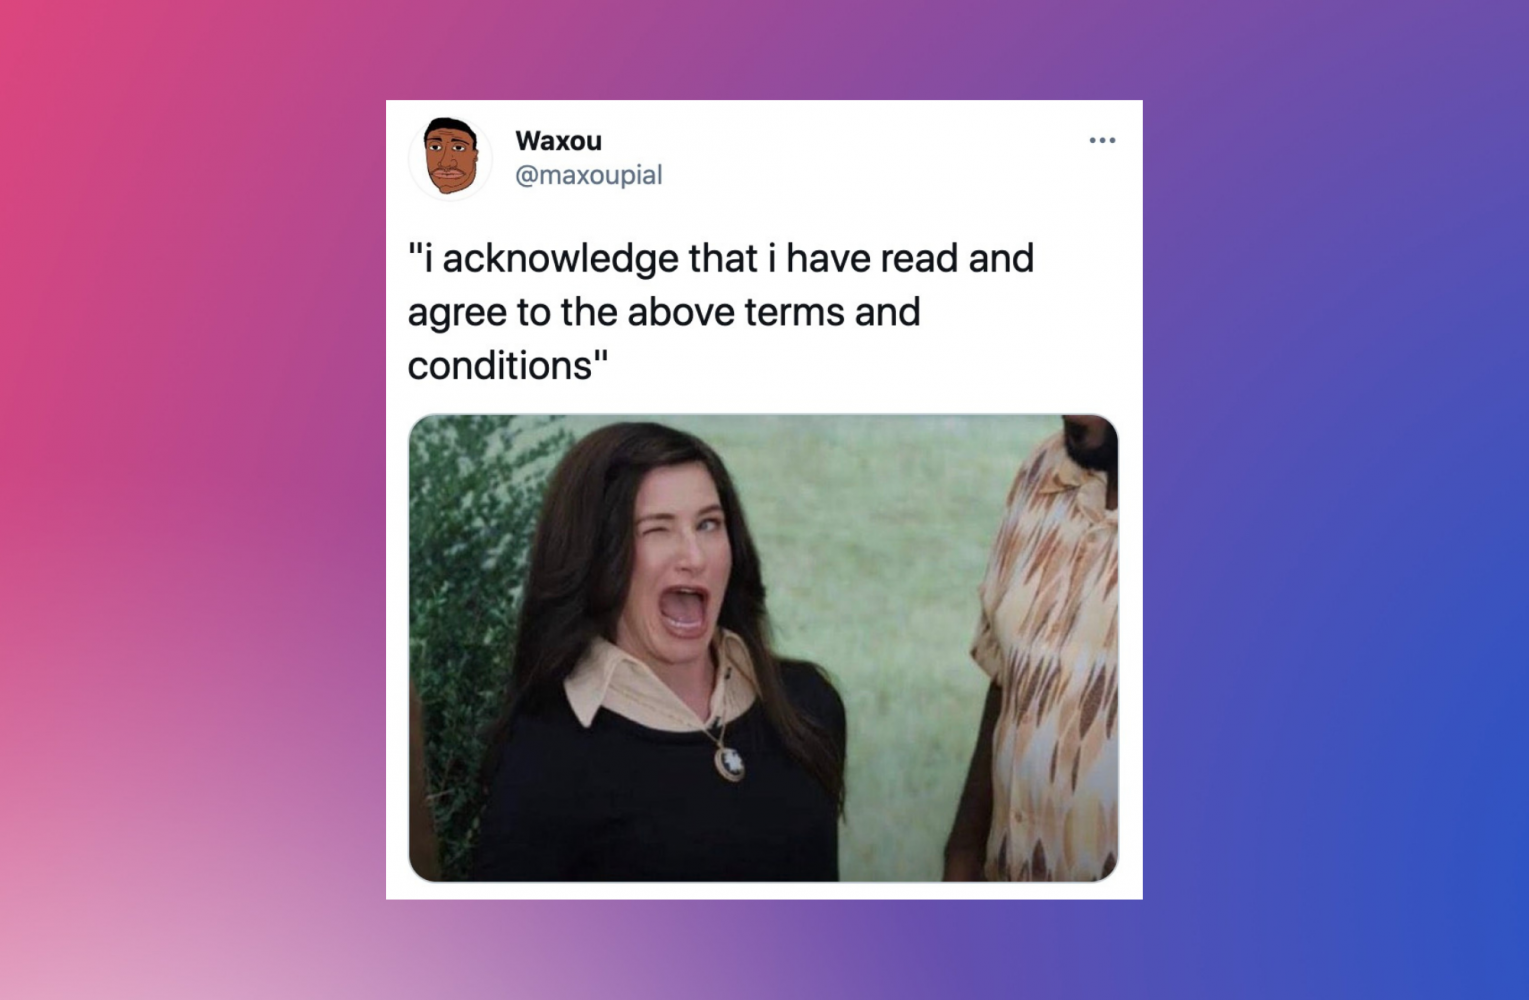 Waxou
@maxoupial
"i acknowledge that i have read and
agree to the above terms and
conditions"